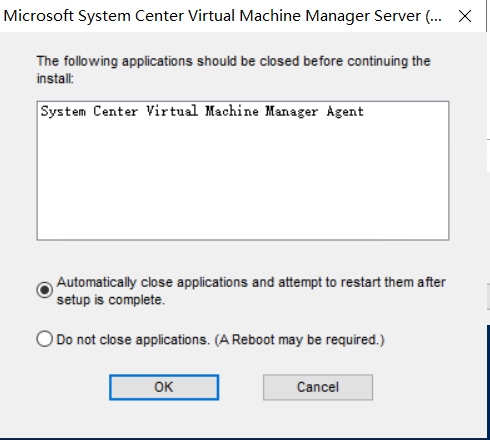 Microsoft System Center Virtual Machine Manager Server (...
The following applications should be closed before continuing the
install:
System Center Virtual Machine Manager Agent
Automatically close applications and attempt to restart them after
setup is complete.
Do not close applications. (A Reboot may be required.)
OK
Cancel